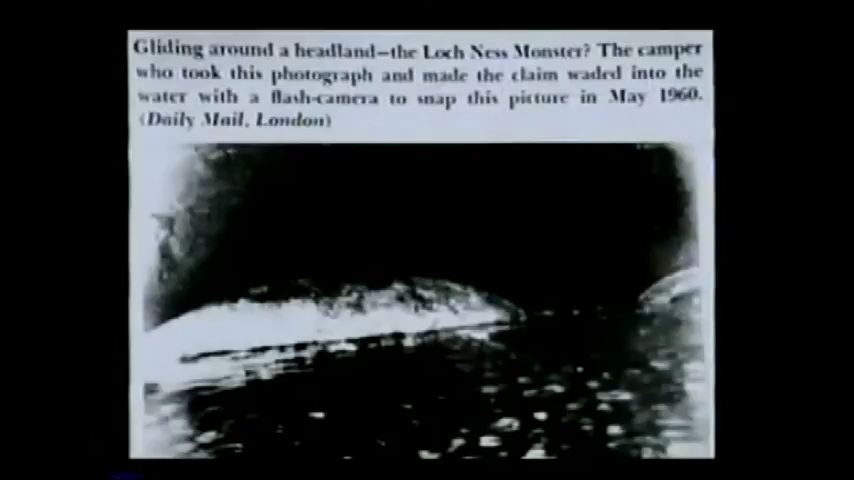 Gliding around a headland—the Loch Ness Monster? The camper
who took this photograph and made the claim waded into the
water with a flash-camera to snap this picture in May 1960.
(Daily Mail, London)